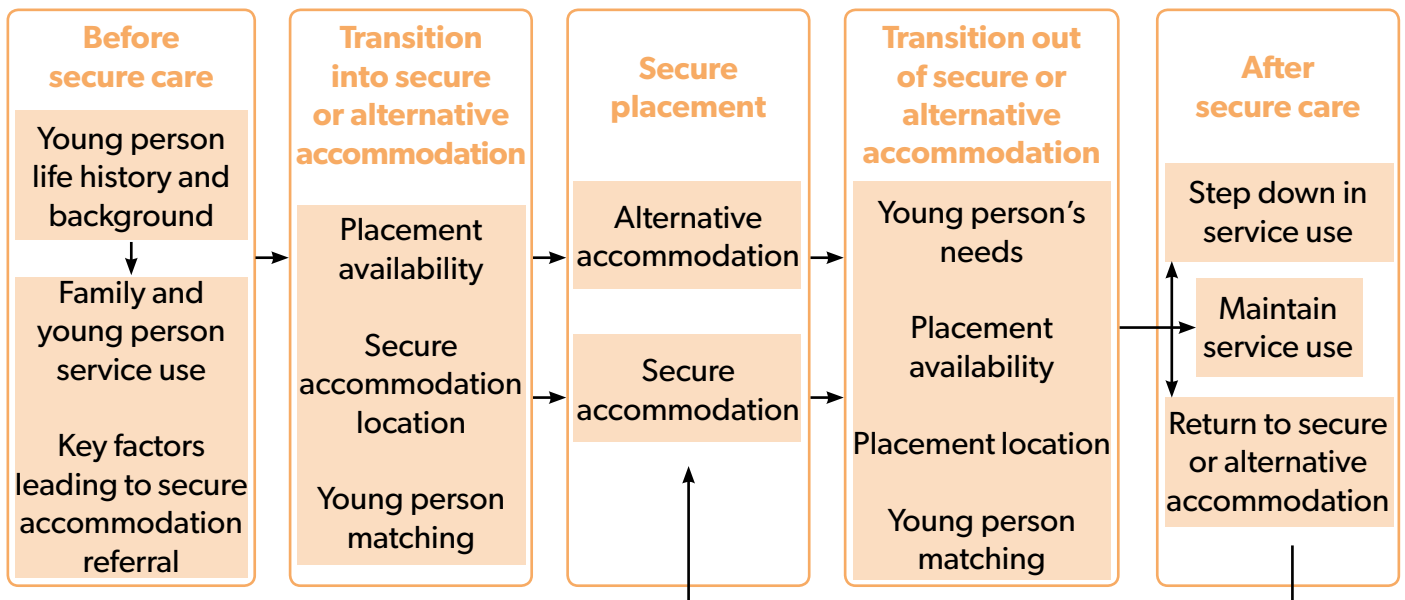 Before
secure care
Young person
life history and
background
Family and
young person
service use
Key factors
leading to secure
accommodation
referral
Transition
into secure
or alternative
accommodation
Placement
availability
Secure
accommodation
location
Young person
matching
Secure
placement
Alternative
accommodation
Secure
accommodation
Transition out
of secure or
alternative
accommodation
Young person’s
needs
Placement
availability
Placement location
Young person
matching
After
secure care
Step down in
service use
Maintain
service use
Return to secure
or alternative
accommodation